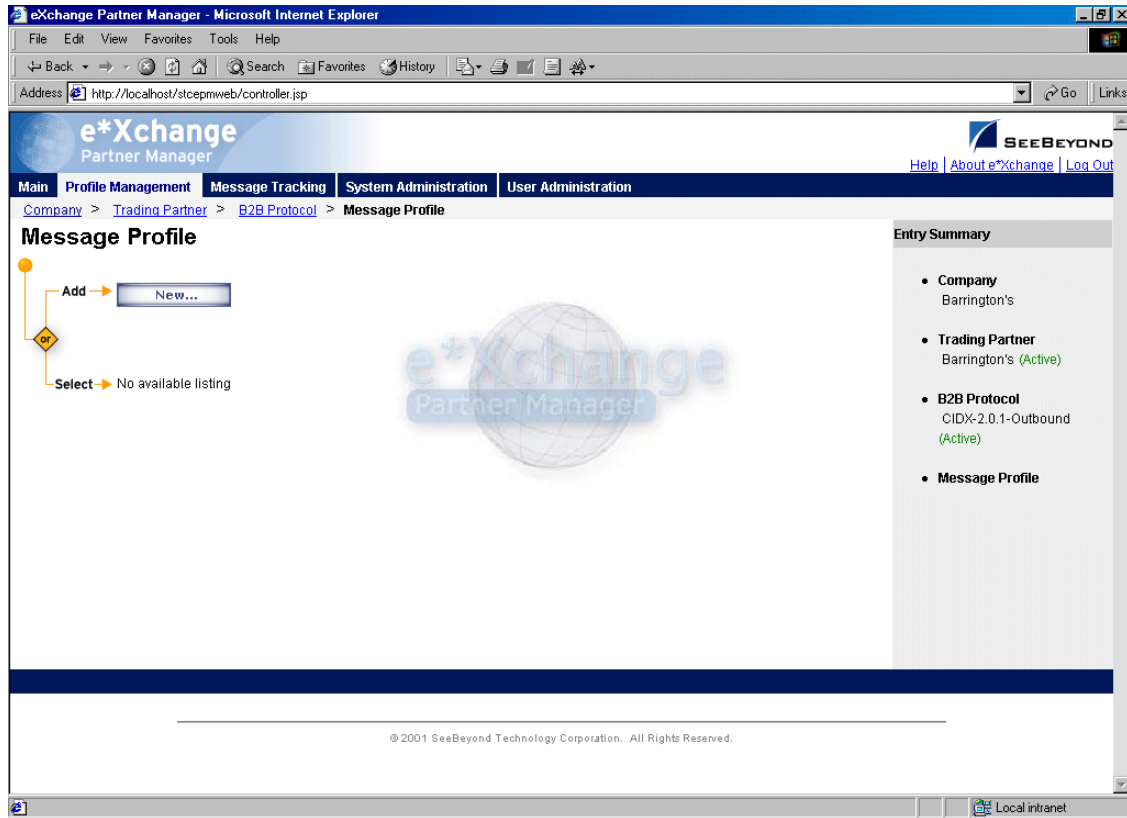 eXchange Partner Manager - Microsoft Internet Explorer
File Edit View Favorites Tools Help
Back Search Favorites History
Address http://localhost/stcepmweb/controller.jsp Go Links
e*Xchange
Partner Manager
SEEBEYOND
Help | About e*Xchange | Log Out
Main Profile Management Message Tracking System Administration User Administration
Company > Trading Partner > B2B Protocol > Message Profile
Message Profile
Add New...
or
Select No available listing
e*Xchange
Partner Manager
Entry Summary
• Company
Barrington's
• Trading Partner
Barrington's (Active)
• B2B Protocol
CIDX-2.0.1-Outbound
(Active)
• Message Profile
© 2001 SeeBeyond Technology Corporation. All Rights Reserved.
Local intranet